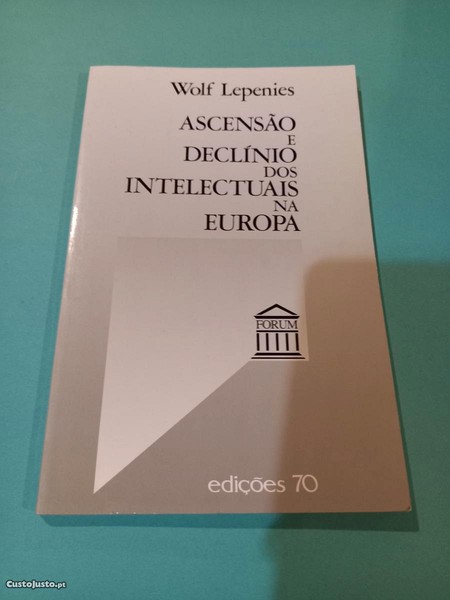 Wolf Lepenies
ASCENSÃO
E
DECLÍNIO
DOS
INTELECTUAIS
NA
EUROPA
FORUM
edições 70
CustoJusto.pt